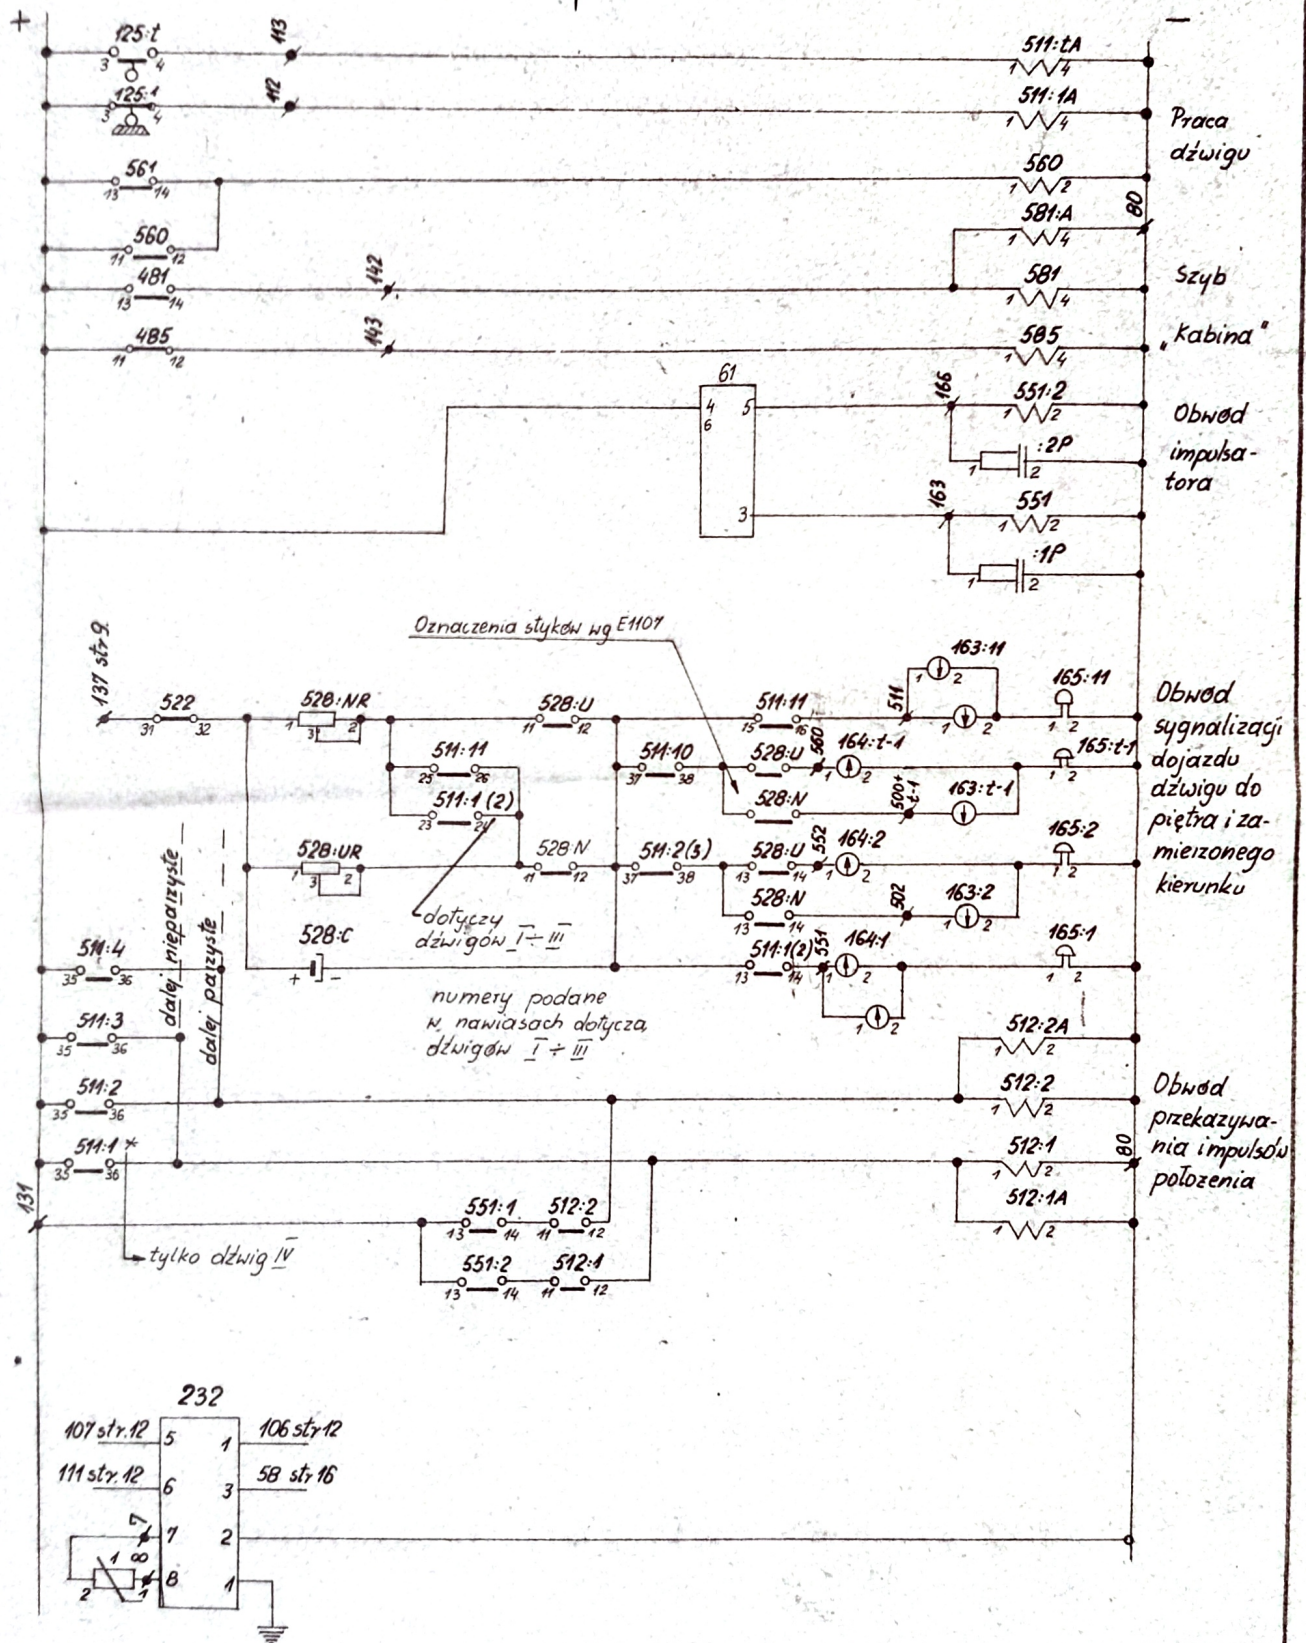 + −
125:t 113 511:tA
3 4 1 4
125:1 112 511:1A
3 4 1 4
Praca
dźwigu
561 560
13 14 1 2
80
581:A
1 4
560
11 12
481 142 581
13 14 1 4
Szyb
485 143 585
11 12 1 4
„Kabina"
61
4 5 166 551:2
6 1 2
:2P
1 2
Obwód
impulsa-
tora
3 163 551
1 2
:1P
1 2
Oznaczenia styków wg E1107
137 str 9.
522 528:NR 528:U 511:11 511 163:11 165:11
31 32 1 3 2 11 12 15 16 1 2 1 2 1 2
511:11 511:10 528:U 560 164:t-1 165:t-1
25 26 37 38 1 2 1 2
511:1(2) 528:N 500+t-1 163:t-1
23 24 1 2
528:UR 528:N 511:2(3) 528:U 552 164:2 165:2
1 3 2 11 12 37 38 13 14 1 2 1 2
528:N 502 163:2
13 14 1 2
Obwód
sygnalizacji
dojazdu
dźwigu do
piętra i za-
mierzonego
kierunku
dotyczy
dźwigów I ÷ III
528:C 511:1(2) 551 164:1 165:1
+ - 13 14 1 2 1 2
1 2
numery podane
w nawiasach dotyczą
dźwigów I ÷ III
dalej nieparzyste
dalej parzyste
511:4
35 36
511:3 512:2A
35 36 1 2
511:2 512:2
35 36 1 2
511:1 * 512:1 80
35 36 1 2
512:1A
1 2
Obwód
przekazywa-
nia impulsów
położenia
131
551:1 512:2
13 14 11 12
tylko dźwig IV
551:2 512:1
13 14 11 12
232
107 str.12 5 1 106 str12
111 str.12 6 3 58 str 16
7 7 2
1 8
2 1 8 1